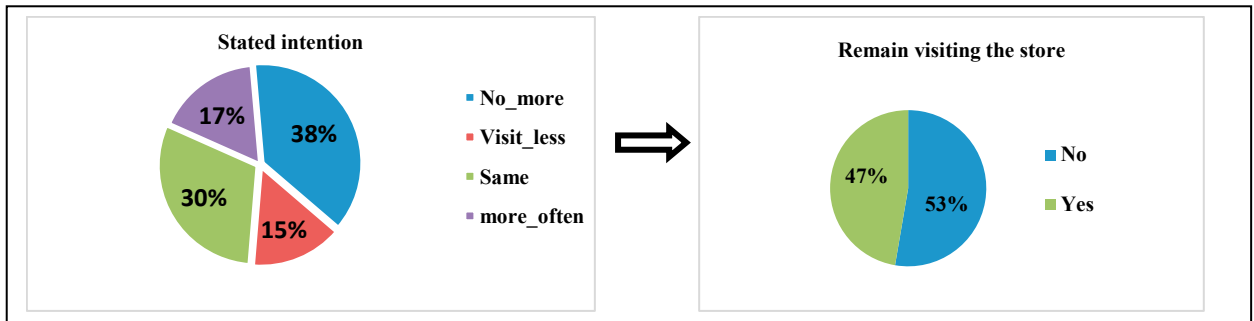 Stated intention
17%
38%
30%
15%
No_more
Visit_less
Same
more_often
Remain visiting the store
47%
53%
No
Yes